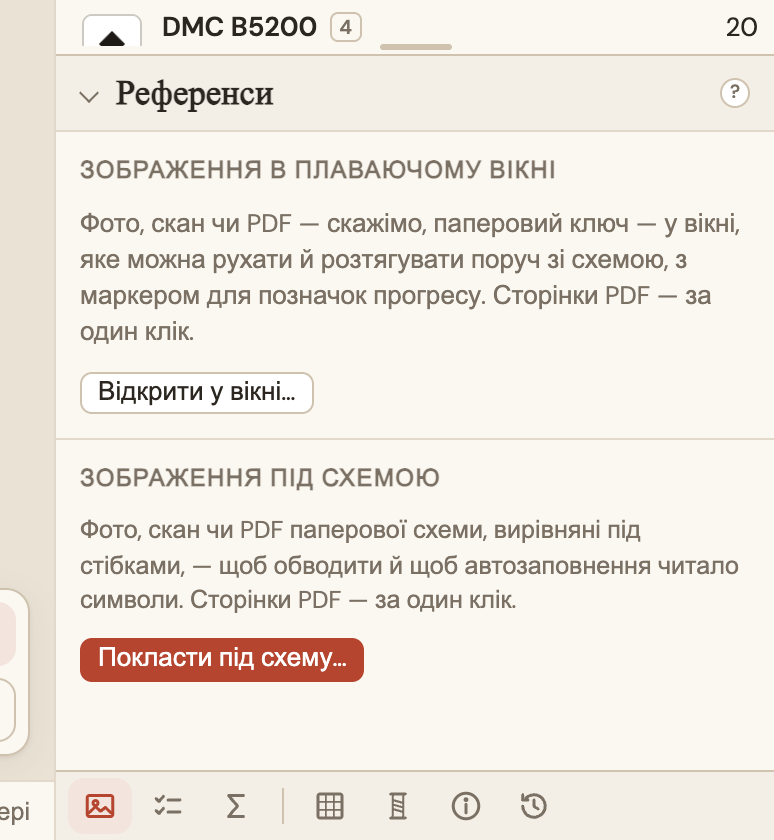 DMC B5200 4 20
Референси ?
ЗОБРАЖЕННЯ В ПЛАВАЮЧОМУ ВІКНІ
Фото, скан чи PDF — скажімо, паперовий ключ — у вікні,
яке можна рухати й розтягувати поруч зі схемою, з
маркером для позначок прогресу. Сторінки PDF — за
один клік.
Відкрити у вікні…
ЗОБРАЖЕННЯ ПІД СХЕМОЮ
Фото, скан чи PDF паперової схеми, вирівняні під
стібками, — щоб обводити й щоб автозаповнення читало
символи. Сторінки PDF — за один клік.
Покласти під схему…
ері